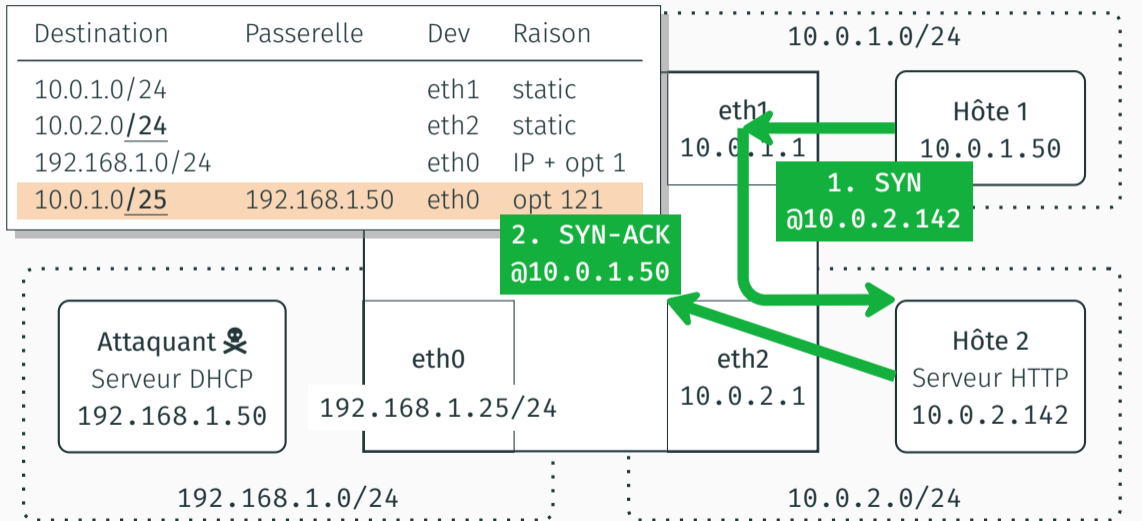 Destination Passerelle Dev Raison
10.0.1.0/24 eth1 static
10.0.2.0/24 eth2 static
192.168.1.0/24 eth0 IP + opt 1
10.0.1.0/25 192.168.1.50 eth0 opt 121
10.0.1.0/24
eth1
10.0.1.1
Hôte 1
10.0.1.50
1. SYN
@10.0.2.142
2. SYN-ACK
@10.0.1.50
Attaquant
Serveur DHCP
192.168.1.50
192.168.1.0/24
eth0
192.168.1.25/24
eth2
10.0.2.1
Hôte 2
Serveur HTTP
10.0.2.142
10.0.2.0/24